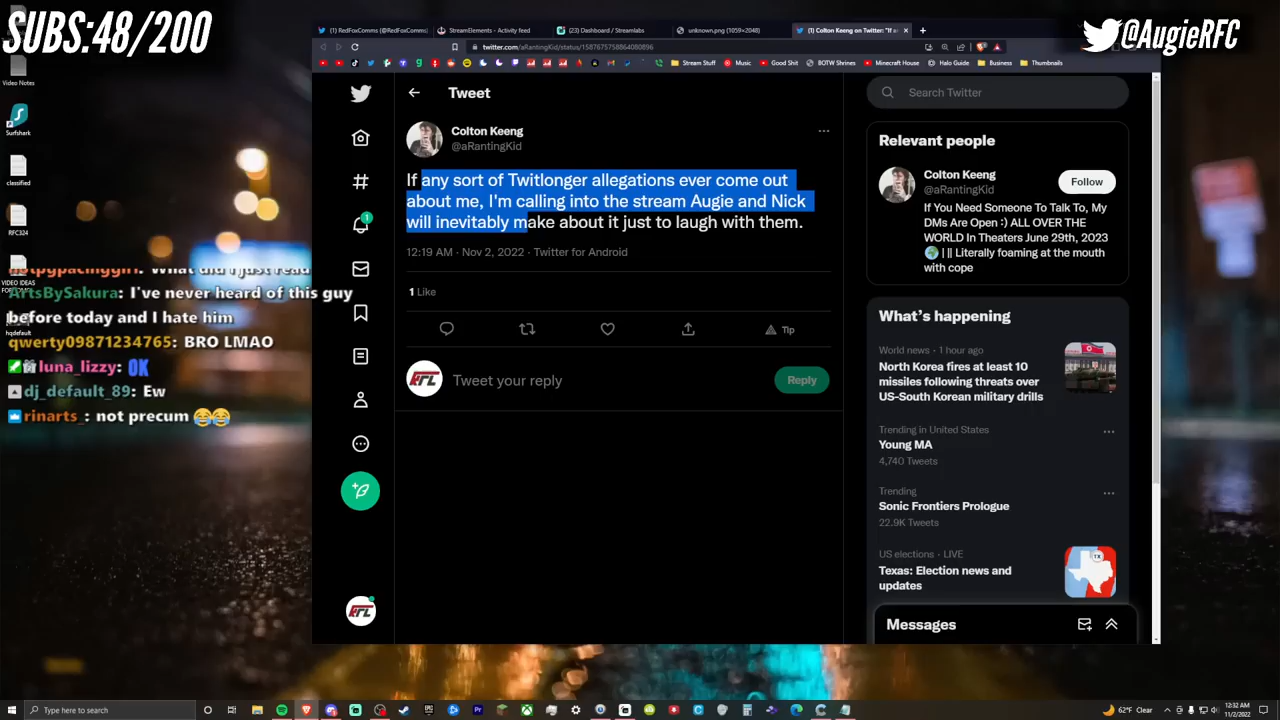 SUBS:48/200
@AugieRFC
(1) RedFoxComms (@RedFoxComms)
StreamElements - Activity feed
(23) Dashboard / Streamlabs
unknown.png (1059×2048)
(1) Colton Keeng on Twitter: "If a
twitter.com/aRantingKid/status/1587675758864080896
Stream Stuff
Music
Good Shit
BOTW Shrines
Minecraft House
Halo Guide
Business
Thumbnails
Video Notes
Surfshark
classified
RFC324
VIDEO IDEAS
hqdefault
Tweet
Colton Keeng
@aRantingKid
If any sort of Twitlonger allegations ever come out
about me, I'm calling into the stream Augie and Nick
will inevitably make about it just to laugh with them.
12:19 AM · Nov 2, 2022 · Twitter for Android
1 Like
Tip
Tweet your reply
Reply
Search Twitter
Relevant people
Colton Keeng
@aRantingKid
Follow
If You Need Someone To Talk To, My
DMs Are Open :) ALL OVER THE
WORLD In Theaters June 29th, 2023
🌍 || Literally foaming at the mouth
with cope
What's happening
World news · 1 hour ago
North Korea fires at least 10
missiles following threats over
US-South Korean military drills
Trending in United States
Young MA
4,740 Tweets
Trending
Sonic Frontiers Prologue
22.9K Tweets
US elections · LIVE
Texas: Election news and
updates
Messages
What did I just read
ArtsBySakura: I've never heard of this guy
before today and I hate him
qwerty09871234765: BRO LMAO
luna_lizzy: OK
dj_default_89: Ew
rinarts_: not precum 😂😂
Type here to search
62°F Clear
12:32 AM
11/2/2022